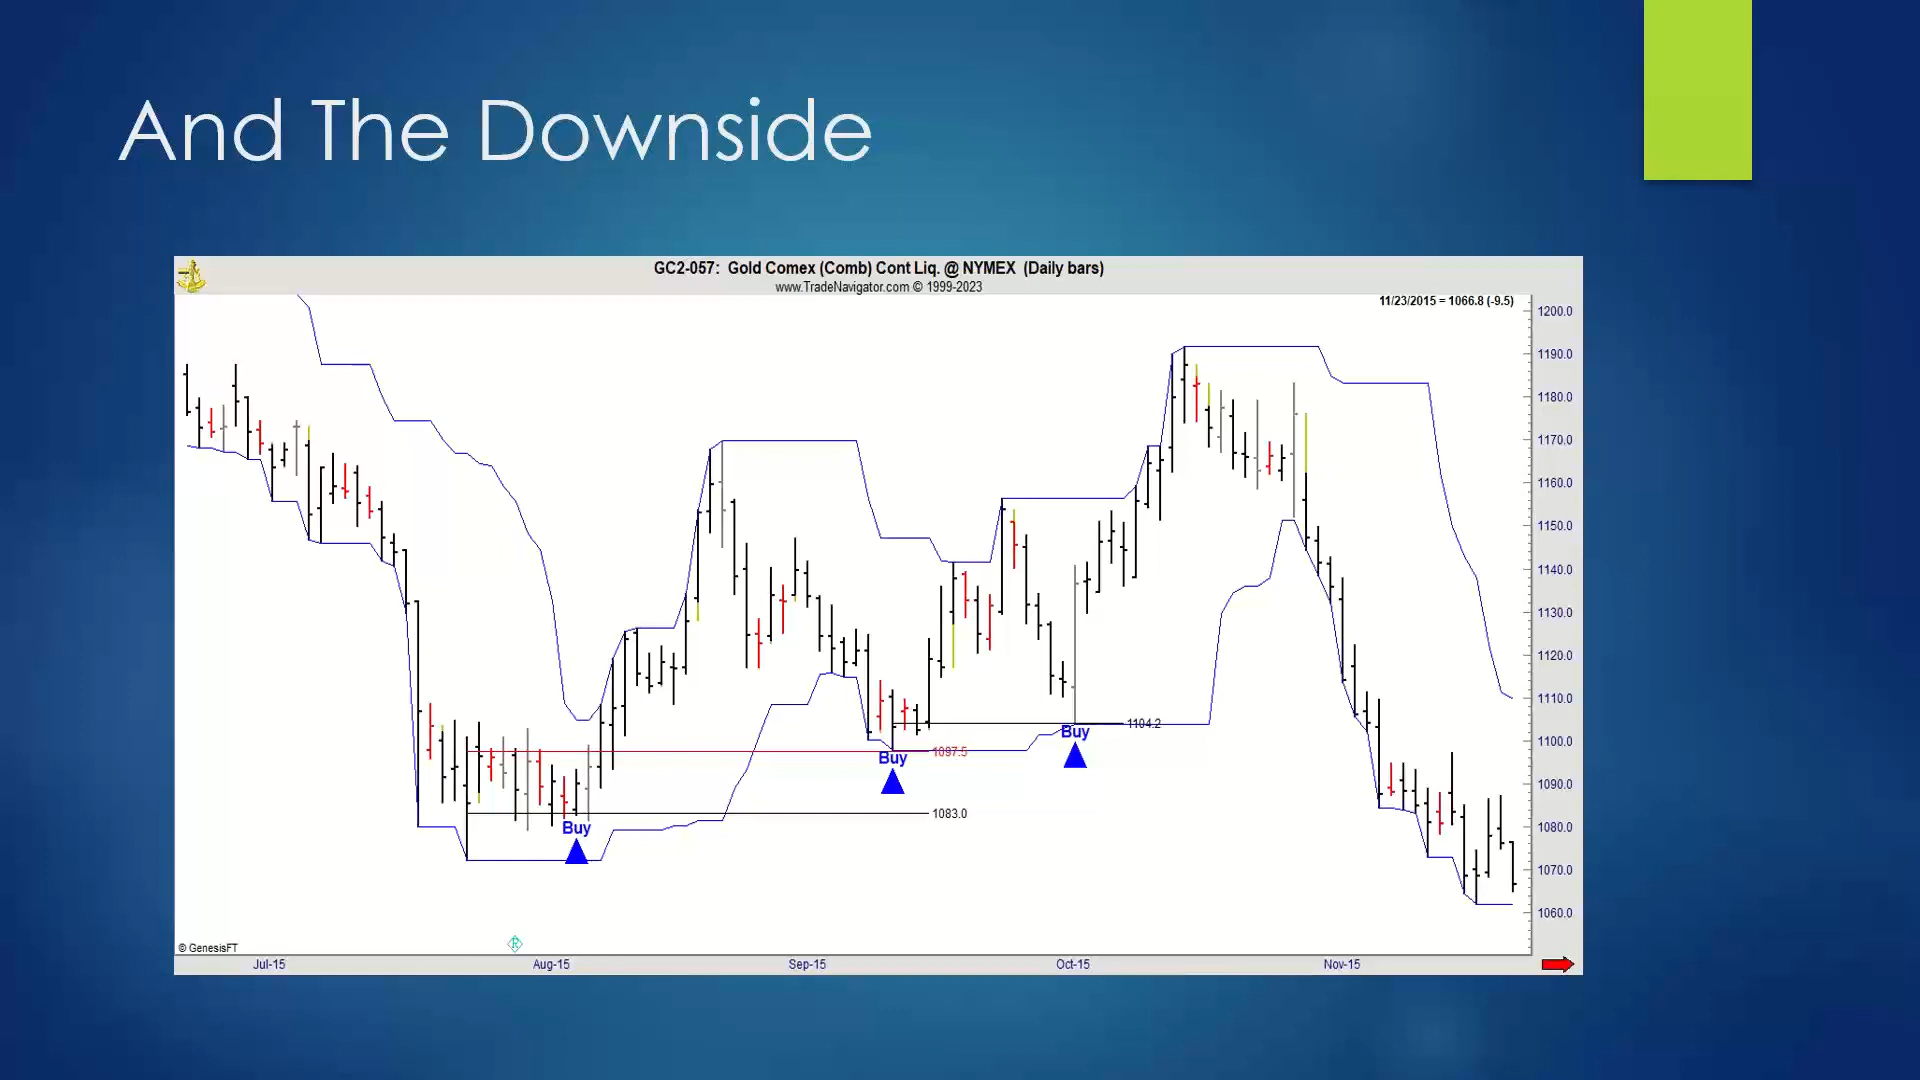 And The Downside
GC2-057: Gold Comex (Comb) Cont Liq. @ NYMEX (Daily bars)
www.TradeNavigator.com © 1999-2023
11/23/2015 = 1066.8 (-9.5)
1200.0
1190.0
1180.0
1170.0
1160.0
1150.0
1140.0
1130.0
1120.0
1110.0
1104.2
Buy
1100.0
1097.5
Buy
1090.0
1083.0
Buy
1080.0
1070.0
1060.0
R
© GenesisFT
Jul-15 Aug-15 Sep-15 Oct-15 Nov-15